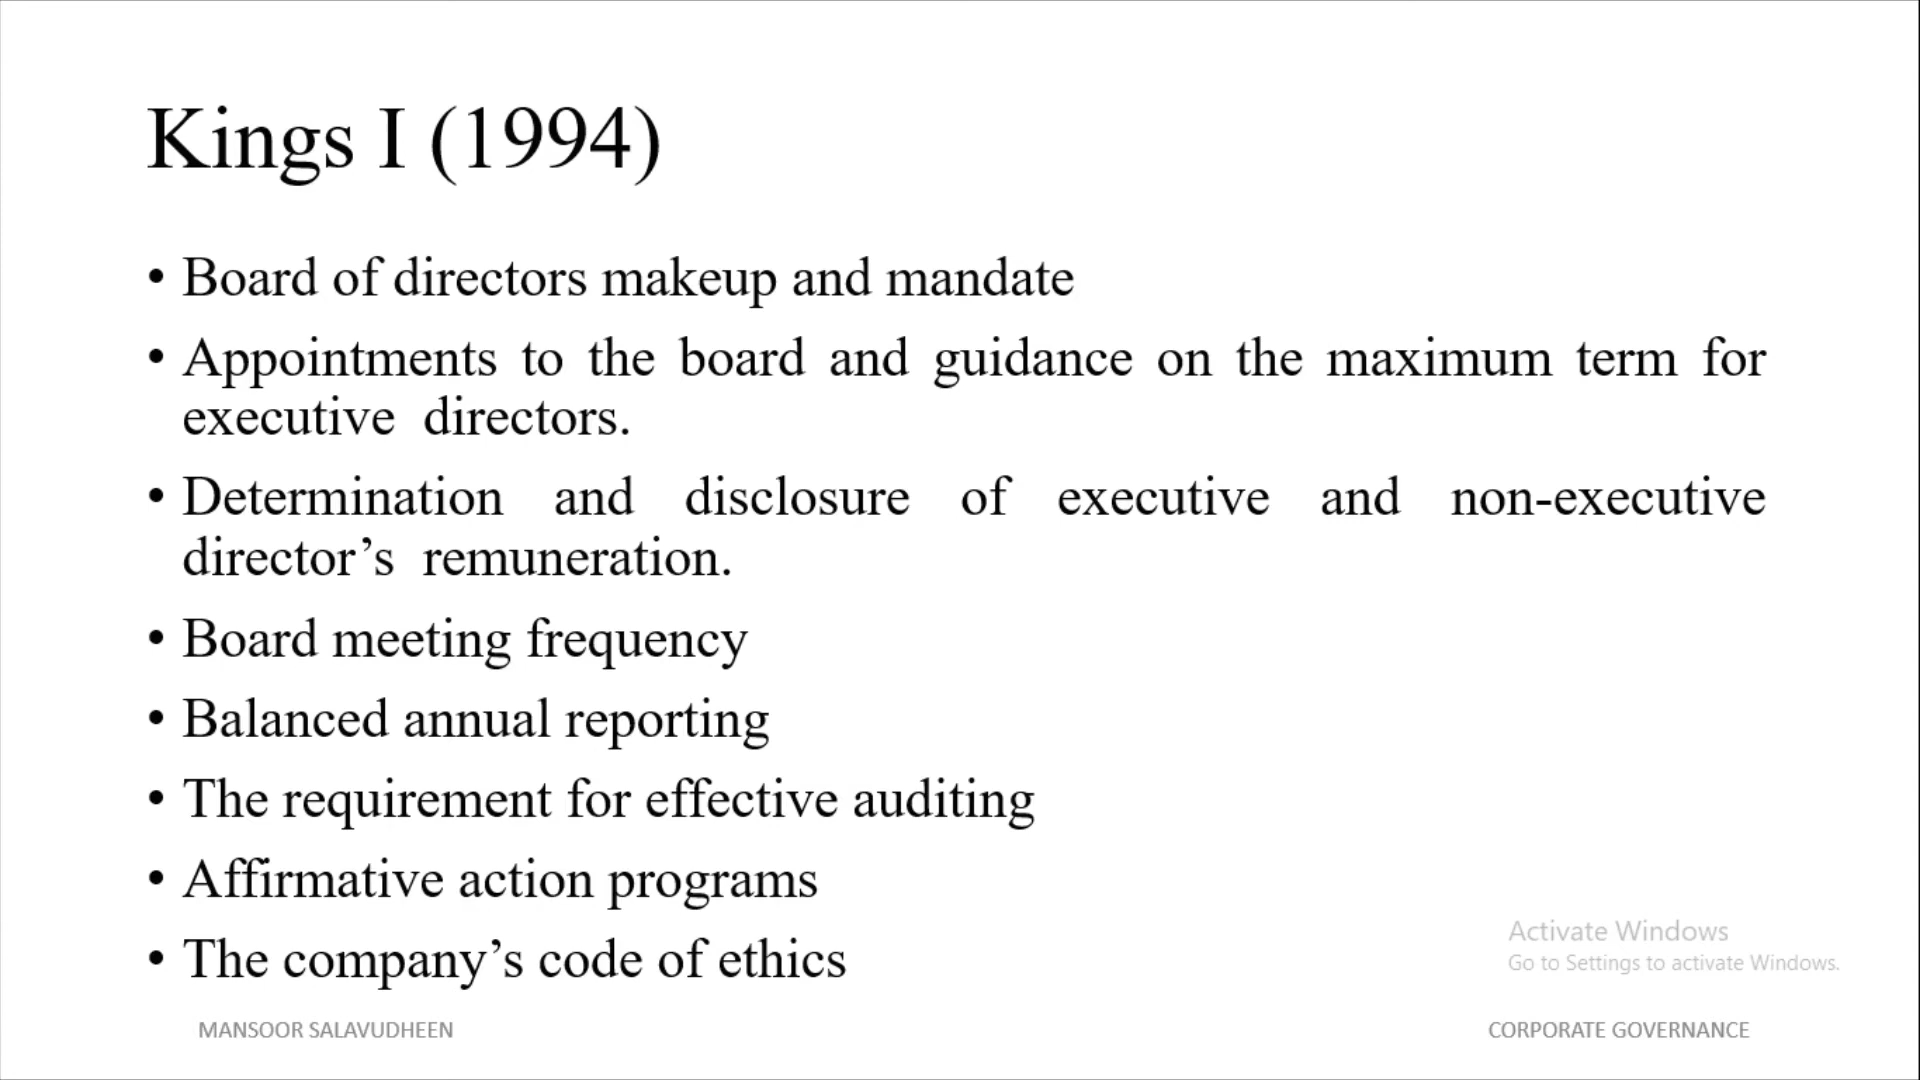 Kings I (1994)
• Board of directors makeup and mandate
• Appointments to the board and guidance on the maximum term for
executive directors.
• Determination and disclosure of executive and non-executive
director’s remuneration.
• Board meeting frequency
• Balanced annual reporting
• The requirement for effective auditing
• Affirmative action programs
• The company’s code of ethics
Activate Windows
Go to Settings to activate Windows.
MANSOOR SALAVUDHEEN
CORPORATE GOVERNANCE